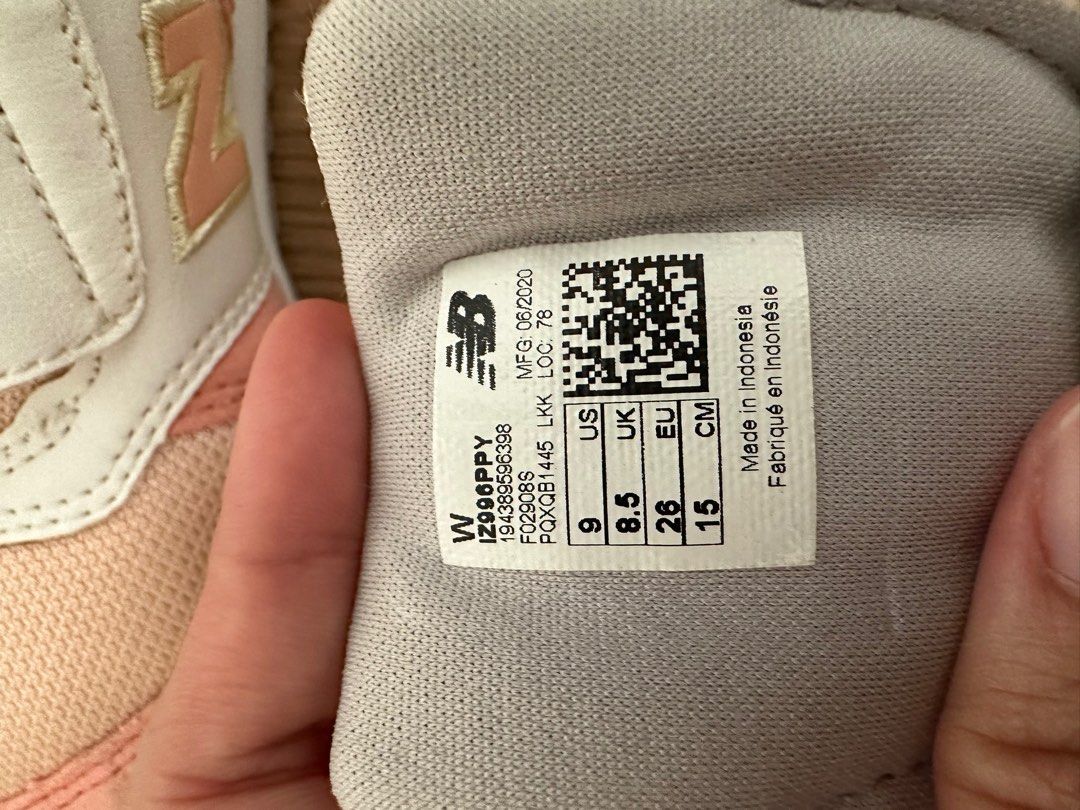 N
NB
MFG: 06/2020
LOC: 78
W
IZ996PPY
194389596398
F02908S
PQXQB1445 LKK
9 US
8.5 UK
26 EU
15 CM
Made in Indonesia
Fabriqué en Indonésie